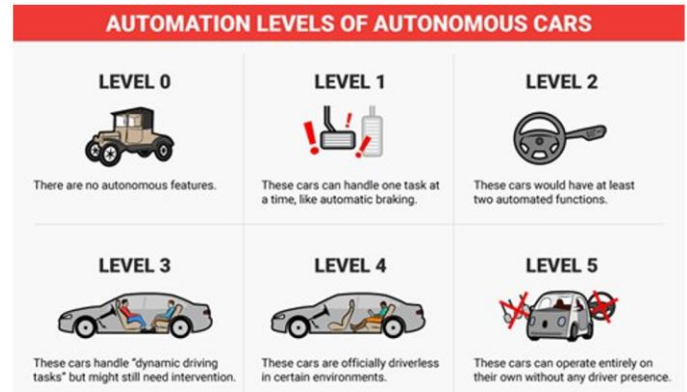 AUTOMATION LEVELS OF AUTONOMOUS CARS
LEVEL 0
There are no autonomous features.
LEVEL 1
These cars can handle one task at
a time, like automatic braking.
LEVEL 2
These cars would have at least
two automated functions.
LEVEL 3
These cars handle “dynamic driving
tasks” but might still need intervention.
LEVEL 4
These cars are officially driverless
in certain environments.
LEVEL 5
These cars can operate entirely on
their own without any driver presence.